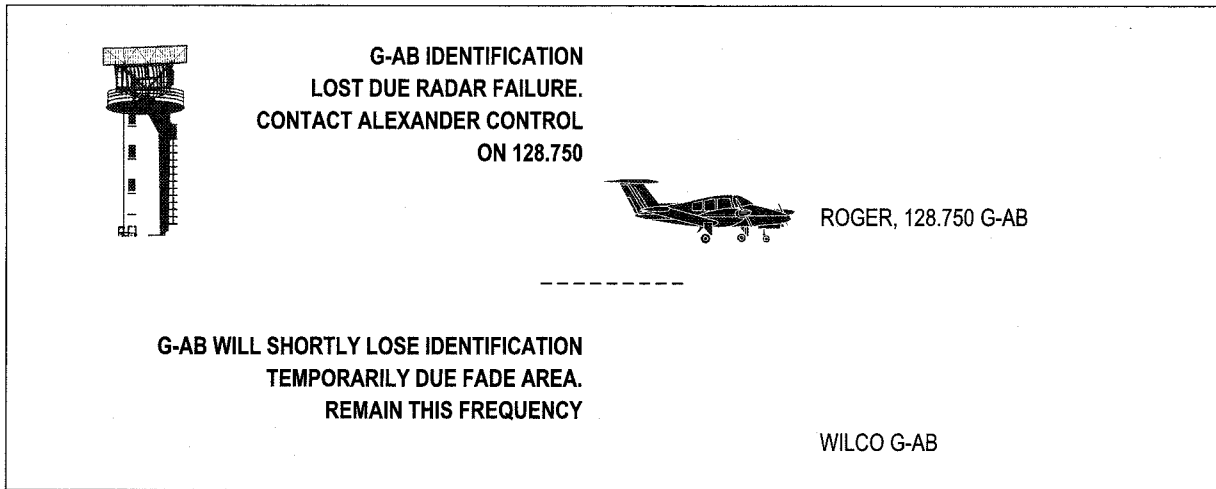 G-AB IDENTIFICATION
LOST DUE RADAR FAILURE.
CONTACT ALEXANDER CONTROL
ON 128.750
ROGER, 128.750 G-AB
G-AB WILL SHORTLY LOSE IDENTIFICATION
TEMPORARILY DUE FADE AREA.
REMAIN THIS FREQUENCY
WILCO G-AB